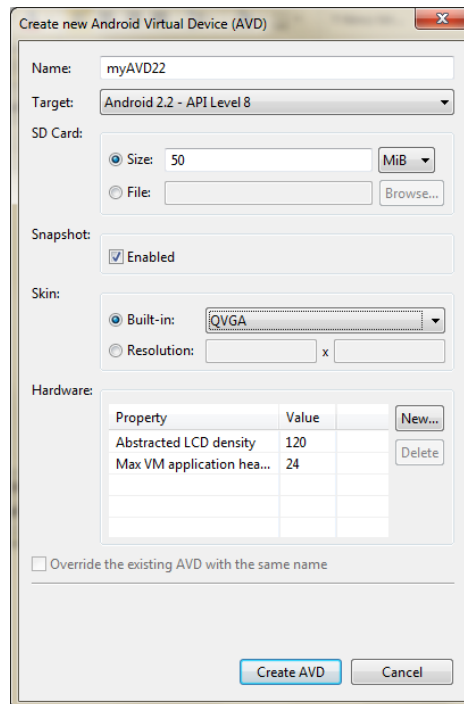 Create new Android Virtual Device (AVD)
x
Name: myAVD22
Target: Android 2.2 - API Level 8
SD Card:
Size: 50 MiB
File: Browse...
Snapshot:
Enabled
Skin:
Built-in: QVGA
Resolution: x
Hardware:
Property Value New...
Abstracted LCD density 120 Delete
Max VM application hea... 24
Override the existing AVD with the same name
Create AVD Cancel